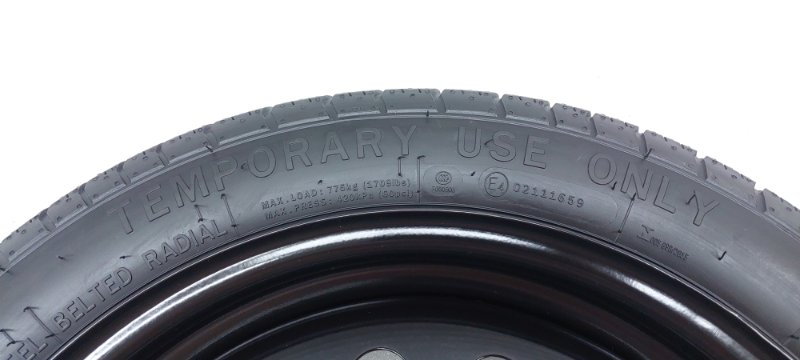 TEMPORARY USE ONLY
MAX. LOAD: 775kg (1709lbs)
MAX. PRESS: 420kPa (60psi)
E4 02111659
BELTED RADIAL